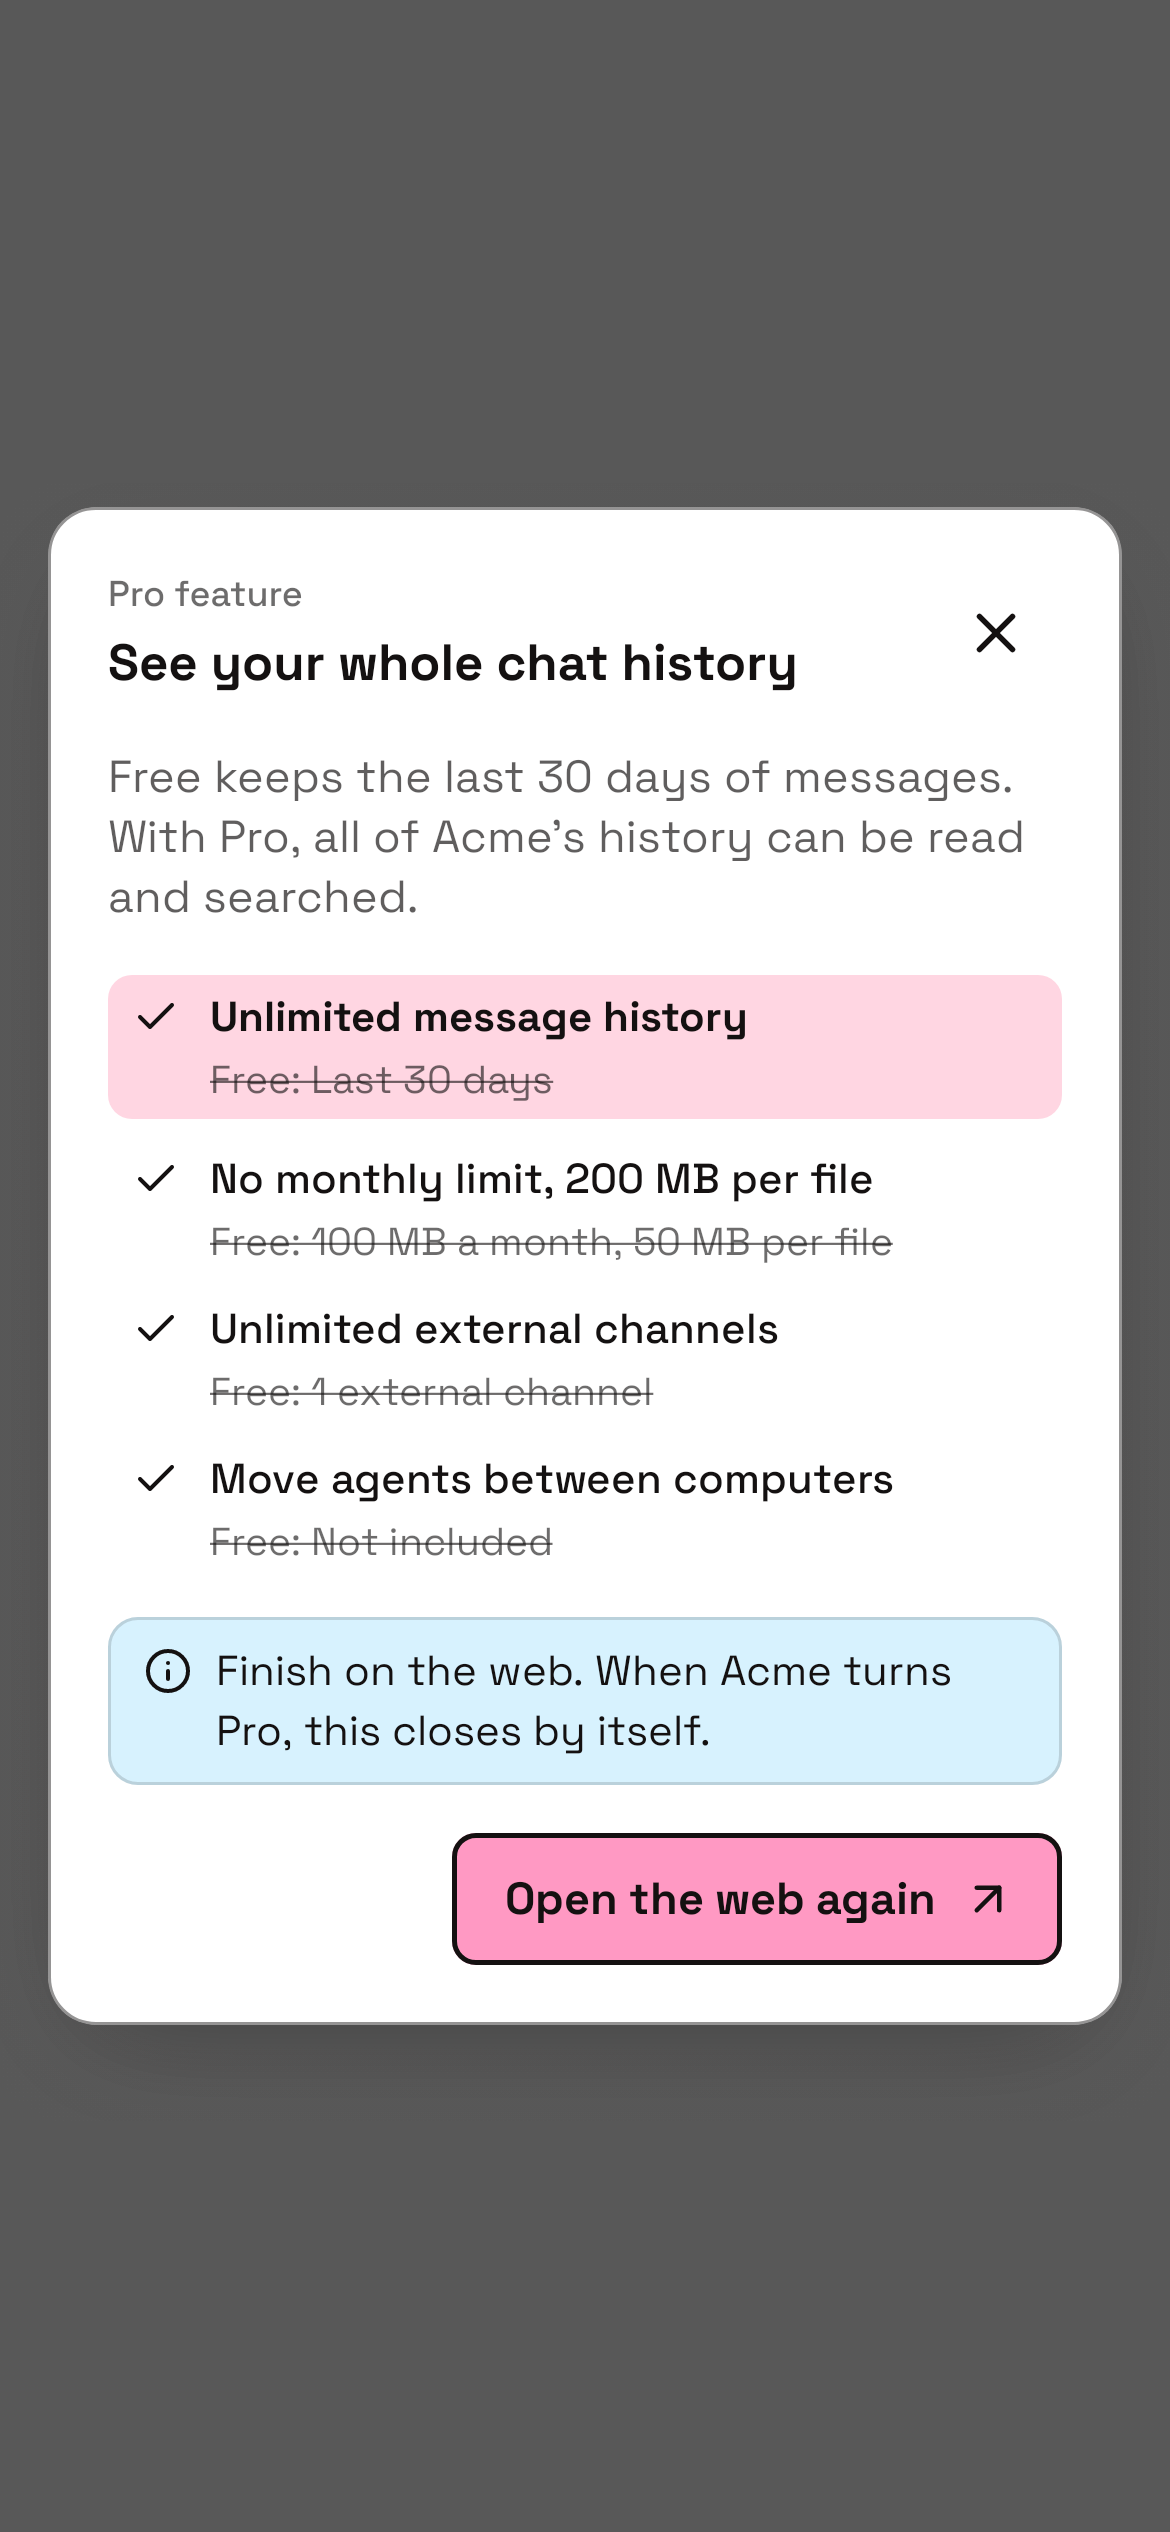 Pro feature
See your whole chat history
Free keeps the last 30 days of messages.
With Pro, all of Acme’s history can be read
and searched.
Unlimited message history
Free: Last 30 days
No monthly limit, 200 MB per file
Free: 100 MB a month, 50 MB per file
Unlimited external channels
Free: 1 external channel
Move agents between computers
Free: Not included
Finish on the web. When Acme turns
Pro, this closes by itself.
Open the web again